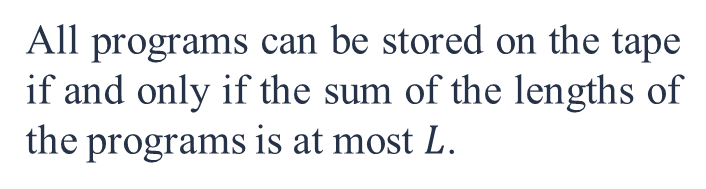 All programs can be stored on the tape
if and only if the sum of the lengths of
the programs is at most L.